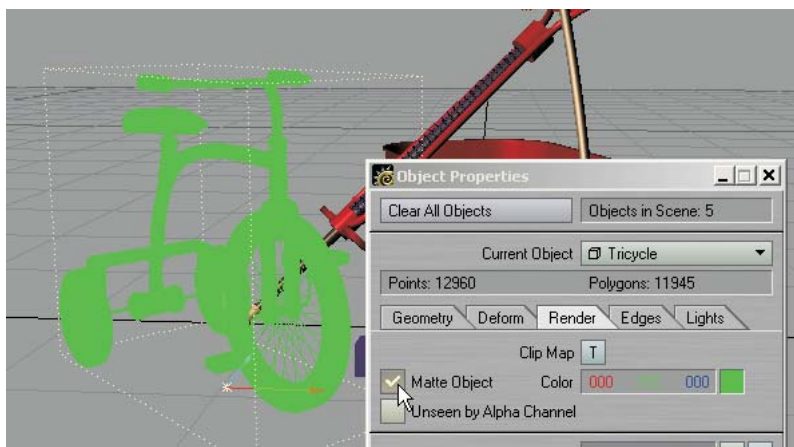 Object Properties
Clear All Objects
Objects in Scene: 5
Current Object
Tricycle
Points: 12960
Polygons: 11945
Geometry
Deform
Render
Edges
Lights
Clip Map
T
Matte Object
Color
000
000
Unseen by Alpha Channel